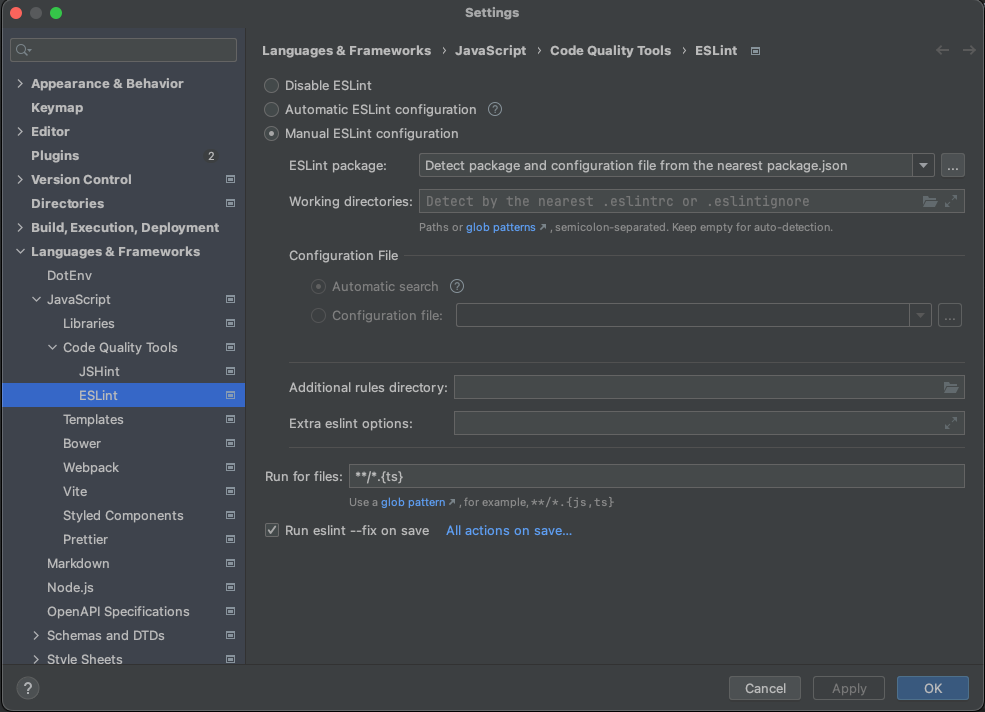 Settings
Appearance & Behavior
Keymap
Editor
Plugins 2
Version Control
Directories
Build, Execution, Deployment
Languages & Frameworks
DotEnv
JavaScript
Libraries
Code Quality Tools
JSHint
ESLint
Templates
Bower
Webpack
Vite
Styled Components
Prettier
Markdown
Node.js
OpenAPI Specifications
Schemas and DTDs
Style Sheets
Languages & Frameworks › JavaScript › Code Quality Tools › ESLint
Disable ESLint
Automatic ESLint configuration ?
Manual ESLint configuration
ESLint package: Detect package and configuration file from the nearest package.json ...
Working directories: Detect by the nearest .eslintrc or .eslintignore
Paths or glob patterns ↗ , semicolon-separated. Keep empty for auto-detection.
Configuration File
Automatic search ?
Configuration file: ...
Additional rules directory:
Extra eslint options:
Run for files: **/*.{ts}
Use a glob pattern ↗ , for example, **/*.{js,ts}
Run eslint --fix on save All actions on save...
? Cancel Apply OK